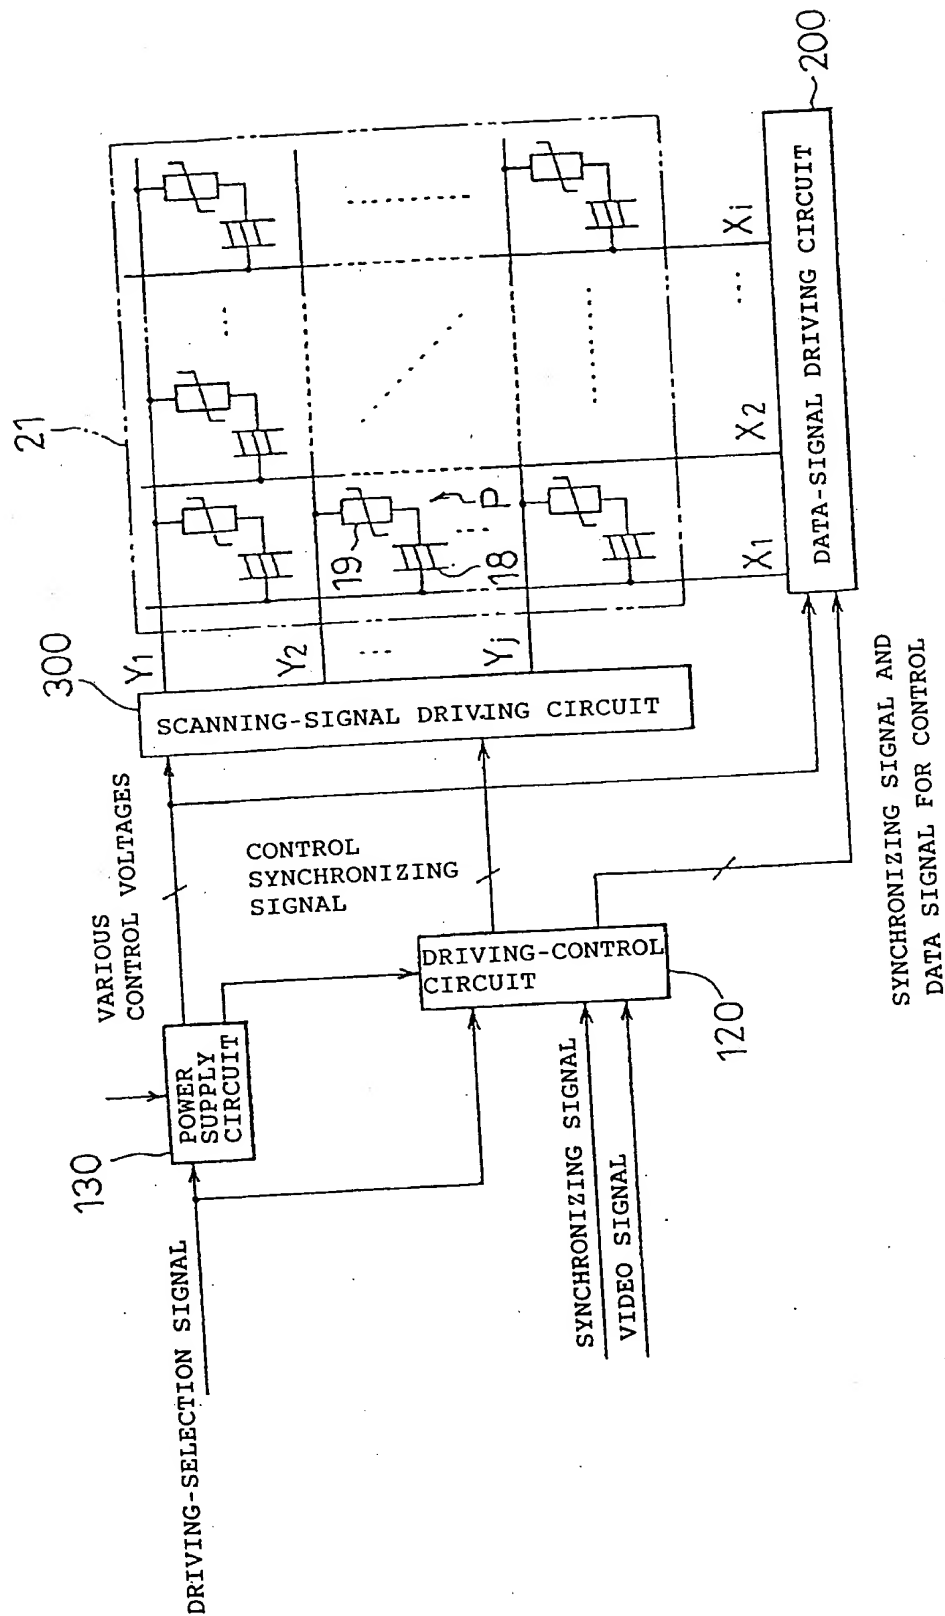 DRIVING-SELECTION SIGNAL
130
POWER
SUPPLY
CIRCUIT
VARIOUS
CONTROL VOLTAGES
SYNCHRONIZING SIGNAL
VIDEO SIGNAL
DRIVING-CONTROL
CIRCUIT
120
CONTROL
SYNCHRONIZING
SIGNAL
SYNCHRONIZING SIGNAL AND
DATA SIGNAL FOR CONTROL
300
SCANNING-SIGNAL DRIVING CIRCUIT
Y1
Y2
...
Yj
21
19
18
P
X1
X2
...
Xi
DATA-SIGNAL DRIVING CIRCUIT
200